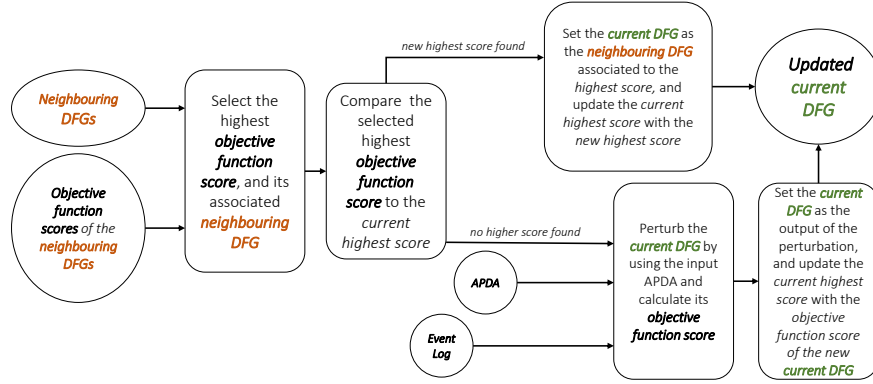 Neighbouring
DFGs
Objective
function
scores of the
neighbouring
DFGs
Select the
highest
objective
function
score, and its
associated
neighbouring
DFG
Compare the
selected
highest
objective
function
score to the
current
highest score
new highest score found
Set the current DFG as
the neighbouring DFG
associated to the
highest score, and
update the current
highest score with the
new highest score
Updated
current
DFG
no higher score found
APDA
Event
Log
Perturb the
current DFG by
using the input
APDA and
calculate its
objective
function score
Set the current
DFG as the
output of the
perturbation,
and update the
current highest
score with the
objective
function score
of the new
current DFG